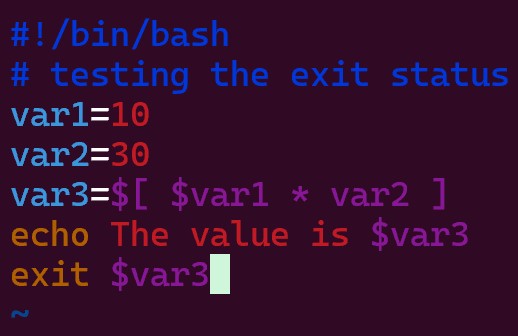 #!/bin/bash
# testing the exit status
var1=10
var2=30
var3=$[ $var1 * var2 ]
echo The value is $var3
exit $var3
~